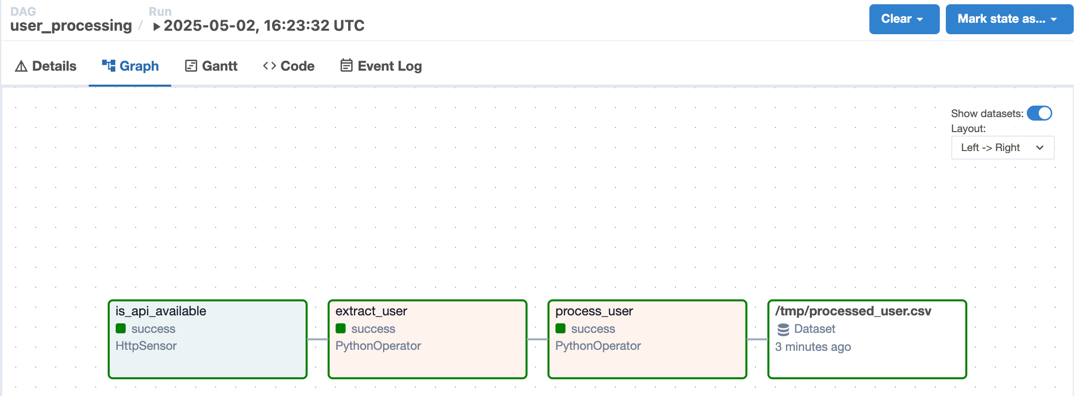 DAG
user_processing
/
Run
2025-05-02, 16:23:32 UTC
Clear
Mark state as...
Details
Graph
Gantt
<> Code
Event Log
Show datasets:
Layout:
Left -> Right
is_api_available
success
HttpSensor
extract_user
success
PythonOperator
process_user
success
PythonOperator
/tmp/processed_user.csv
Dataset
3 minutes ago